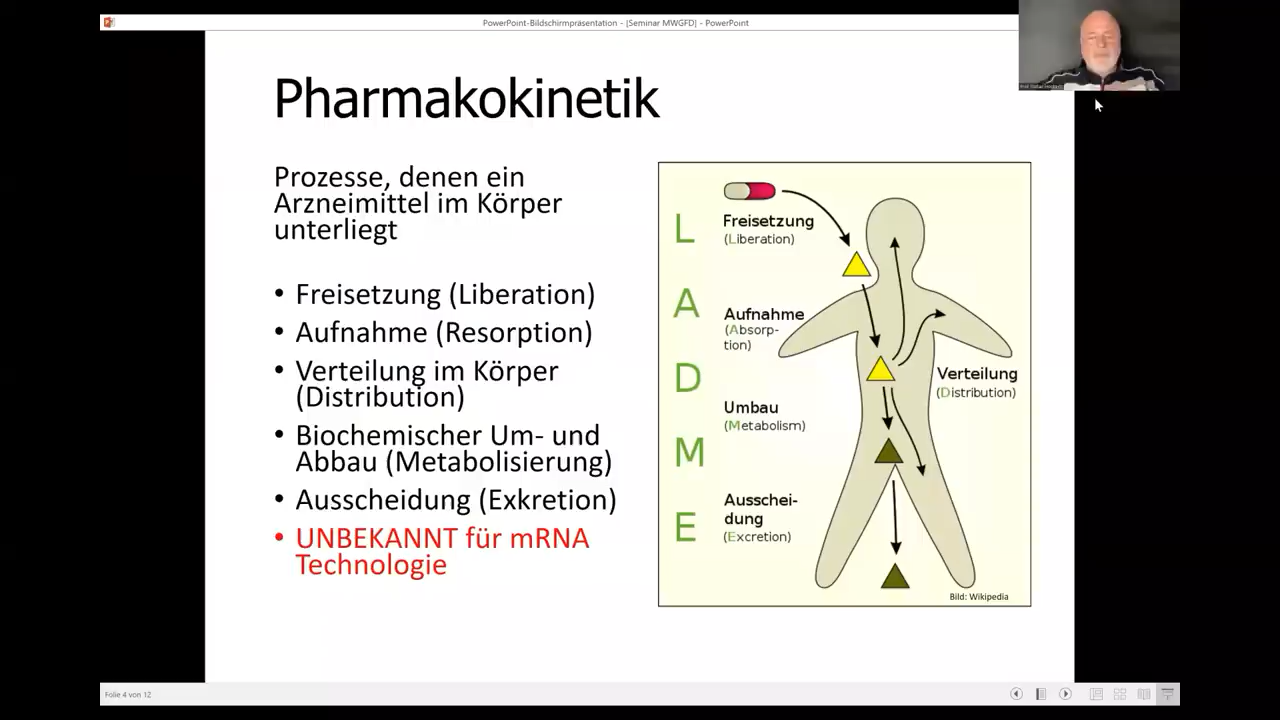 PowerPoint-Bildschirmpräsentation - [Seminar MWGFD] - PowerPoint
Pharmakokinetik
Prozesse, denen ein
Arzneimittel im Körper
unterliegt
• Freisetzung (Liberation)
• Aufnahme (Resorption)
• Verteilung im Körper
(Distribution)
• Biochemischer Um- und
Abbau (Metabolisierung)
• Ausscheidung (Exkretion)
• UNBEKANNT für mRNA
Technologie
L
Freisetzung
(Liberation)
A
Aufnahme
(Absorp-
tion)
D
Verteilung
(Distribution)
Umbau
(Metabolism)
M
Ausschei-
dung
(Excretion)
E
Bild: Wikipedia
Folie 4 von 12